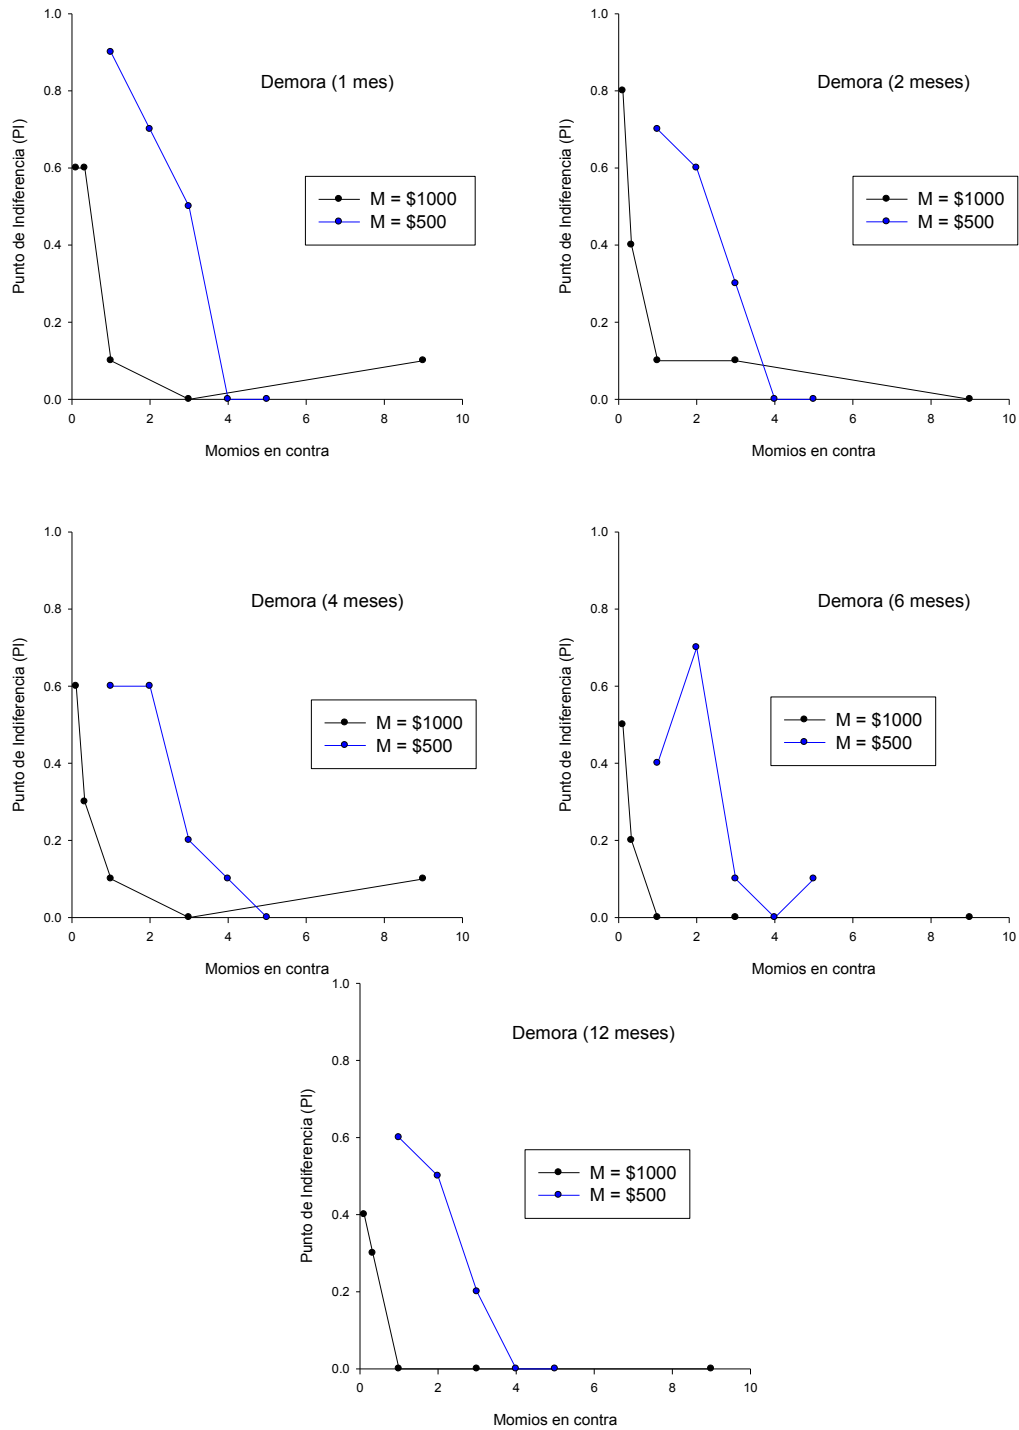 Demora (1 mes)
Punto de Indiferencia (PI)
1.0
0.8
0.6
0.4
0.2
0.0
M = $1000
M = $500
0 2 4 6 8 10
Momios en contra
Demora (2 meses)
Punto de Indiferencia (PI)
1.0
0.8
0.6
0.4
0.2
0.0
M = $1000
M = $500
0 2 4 6 8 10
Momios en contra
Demora (4 meses)
Punto de Indiferencia (PI)
1.0
0.8
0.6
0.4
0.2
0.0
M = $1000
M = $500
0 2 4 6 8 10
Momios en contra
Demora (6 meses)
Punto de Indiferencia (PI)
1.0
0.8
0.6
0.4
0.2
0.0
M = $1000
M = $500
0 2 4 6 8 10
Momios en contra
Demora (12 meses)
Punto de Indiferencia (PI)
1.0
0.8
0.6
0.4
0.2
0.0
M = $1000
M = $500
0 2 4 6 8 10
Momios en contra